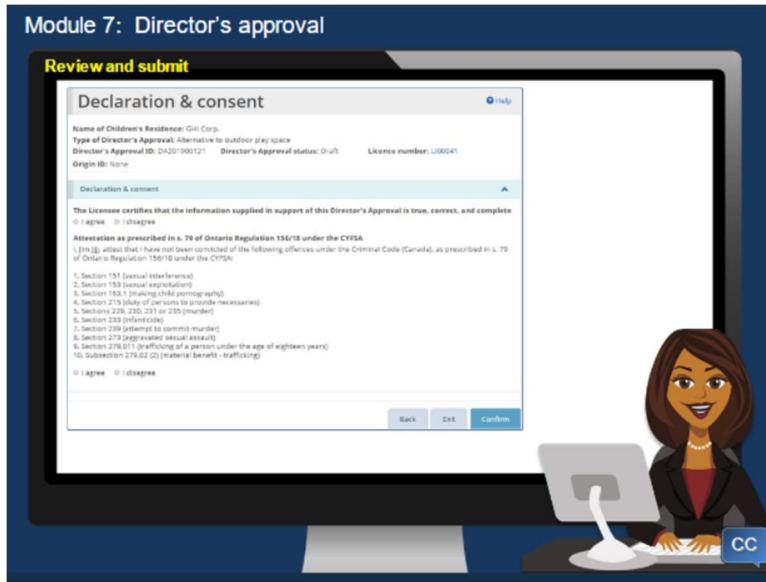 Module 7: Director's approval
Review and submit
Declaration & consent
Help
Name of Children's Residence: GHI Corp.
Type of Director's Approval: Alternative to outdoor play space
Director's Approval ID: DA201900121 Director's Approval status: Draft Licence number: LI00041
Origin ID: None
Declaration & consent
The Licensee certifies that the information supplied in support of this Director's Approval is true, correct, and complete
I agree I disagree
Attestation as prescribed in s. 79 of Ontario Regulation 156/18 under the CYFSA
I, Jim Jjj, attest that I have not been convicted of the following offences under the Criminal Code (Canada), as prescribed in s. 79
of Ontario Regulation 156/18 under the CYFSA:
1. Section 151 (sexual interference)
2. Section 153 (sexual exploitation)
3. Section 163.1 (making child pornography)
4. Section 215 (duty of persons to provide necessaries)
5. Sections 229, 230, 231 or 235 (murder)
6. Section 233 (infanticide)
7. Section 239 (attempt to commit murder)
8. Section 273 (aggravated sexual assault)
9. Section 279.011 (trafficking of a person under the age of eighteen years)
10. Subsection 279.02 (2) (material benefit - trafficking)
I agree I disagree
Back Exit Confirm
CC